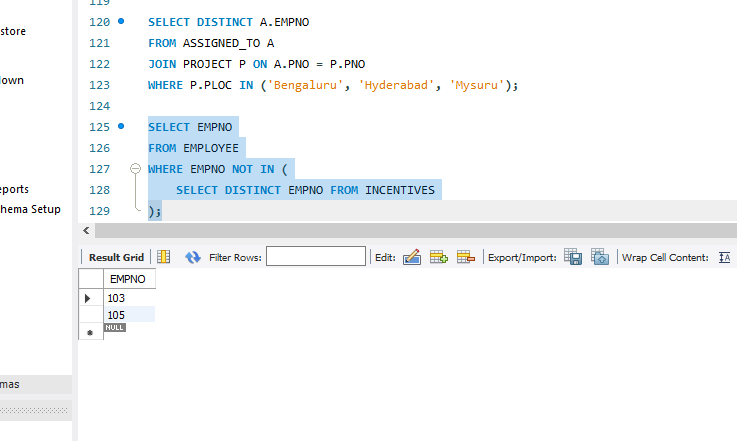 119
store
120 SELECT DISTINCT A.EMPNO
121 FROM ASSIGNED_TO A
122 JOIN PROJECT P ON A.PNO = P.PNO
123 WHERE P.PLOC IN ('Bengaluru', 'Hyderabad', 'Mysuru');
124
125 SELECT EMPNO
126 FROM EMPLOYEE
127 WHERE EMPNO NOT IN (
128 SELECT DISTINCT EMPNO FROM INCENTIVES
129 );
down
eports
hema Setup
Result Grid Filter Rows: Edit: Export/Import: Wrap Cell Content: IA
EMPNO
103
105
NULL
mas